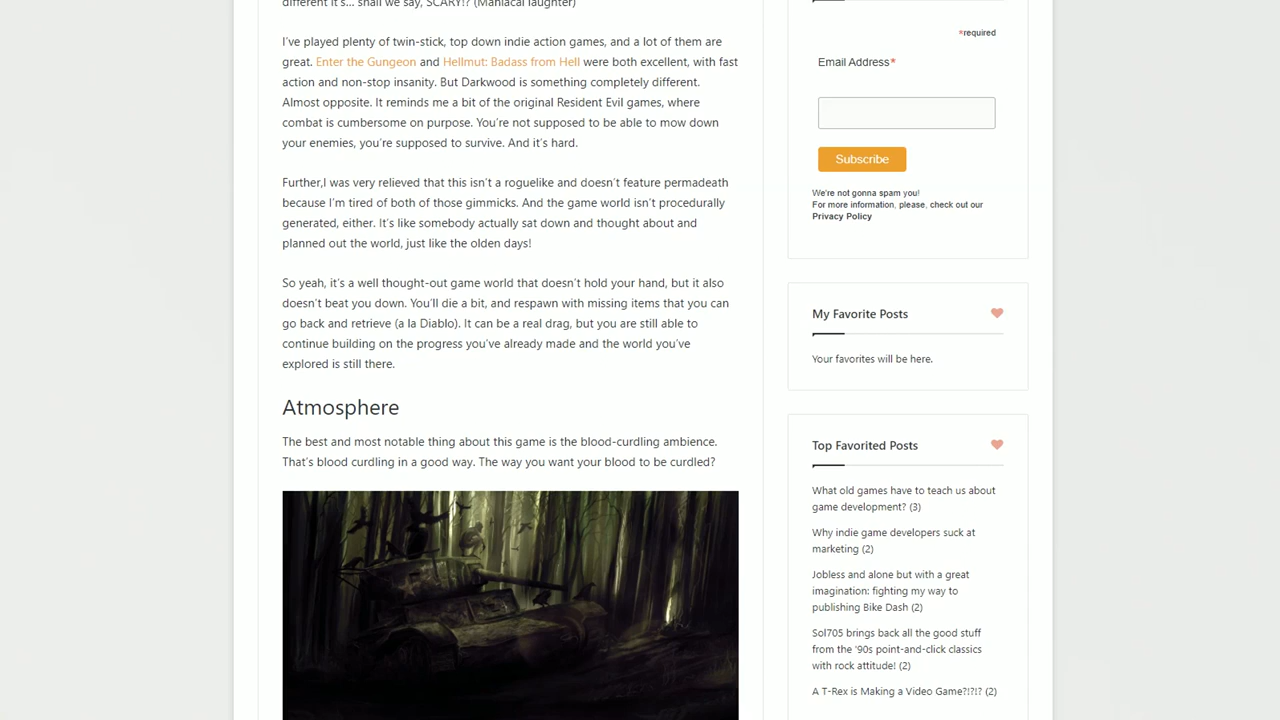 different it's... shall we say, SCARY!? (Maniacal laughter)
I've played plenty of twin-stick, top down indie action games, and a lot of them are
great. Enter the Gungeon and Hellmut: Badass from Hell were both excellent, with fast
action and non-stop insanity. But Darkwood is something completely different.
Almost opposite. It reminds me a bit of the original Resident Evil games, where
combat is cumbersome on purpose. You're not supposed to be able to mow down
your enemies, you're supposed to survive. And it's hard.
Further,I was very relieved that this isn't a roguelike and doesn't feature permadeath
because I'm tired of both of those gimmicks. And the game world isn't procedurally
generated, either. It's like somebody actually sat down and thought about and
planned out the world, just like the olden days!
So yeah, it's a well thought-out game world that doesn't hold your hand, but it also
doesn't beat you down. You'll die a bit, and respawn with missing items that you can
go back and retrieve (a la Diablo). It can be a real drag, but you are still able to
continue building on the progress you've already made and the world you've
explored is still there.
Atmosphere
The best and most notable thing about this game is the blood-curdling ambience.
That's blood curdling in a good way. The way you want your blood to be curdled?
*required
Email Address*
Subscribe
We're not gonna spam you!
For more information, please, check out our
Privacy Policy
My Favorite Posts
Your favorites will be here.
Top Favorited Posts
What old games have to teach us about
game development? (3)
Why indie game developers suck at
marketing (2)
Jobless and alone but with a great
imagination: fighting my way to
publishing Bike Dash (2)
Sol705 brings back all the good stuff
from the '90s point-and-click classics
with rock attitude! (2)
A T-Rex is Making a Video Game?!?!? (2)